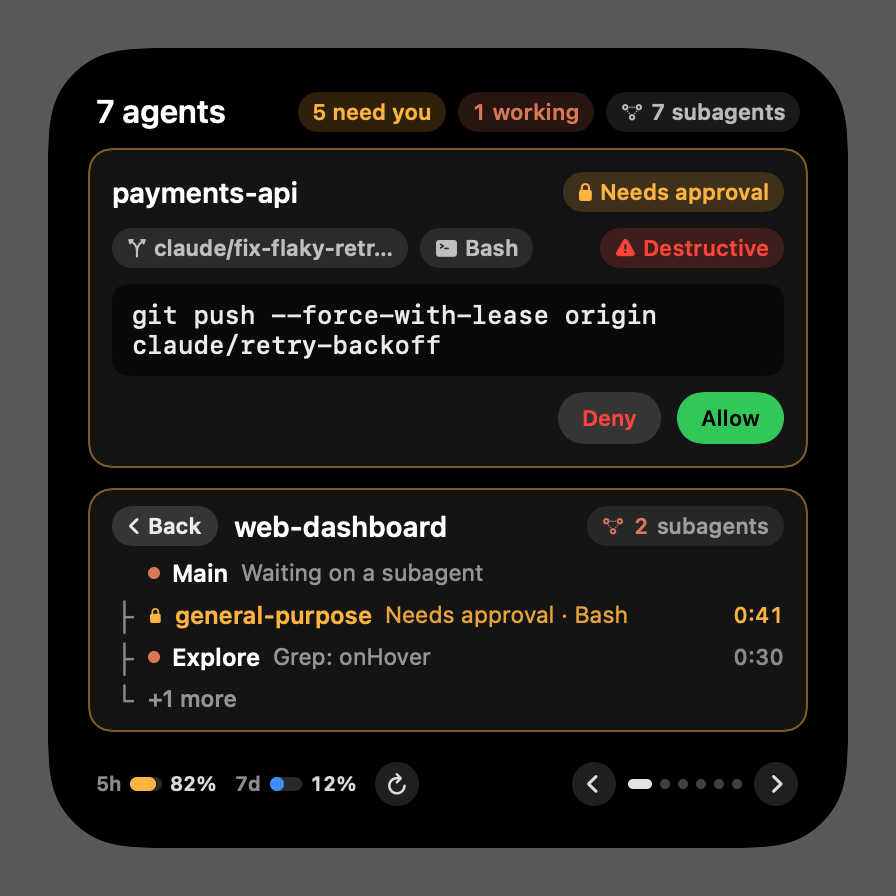 7 agents 5 need you 1 working 7 subagents
payments-api Needs approval
claude/fix-flaky-retr... Bash Destructive
git push --force-with-lease origin
claude/retry-backoff
Deny Allow
Back web-dashboard 2 subagents
Main Waiting on a subagent
general-purpose Needs approval · Bash 0:41
Explore Grep: onHover 0:30
+1 more
5h 82% 7d 12%